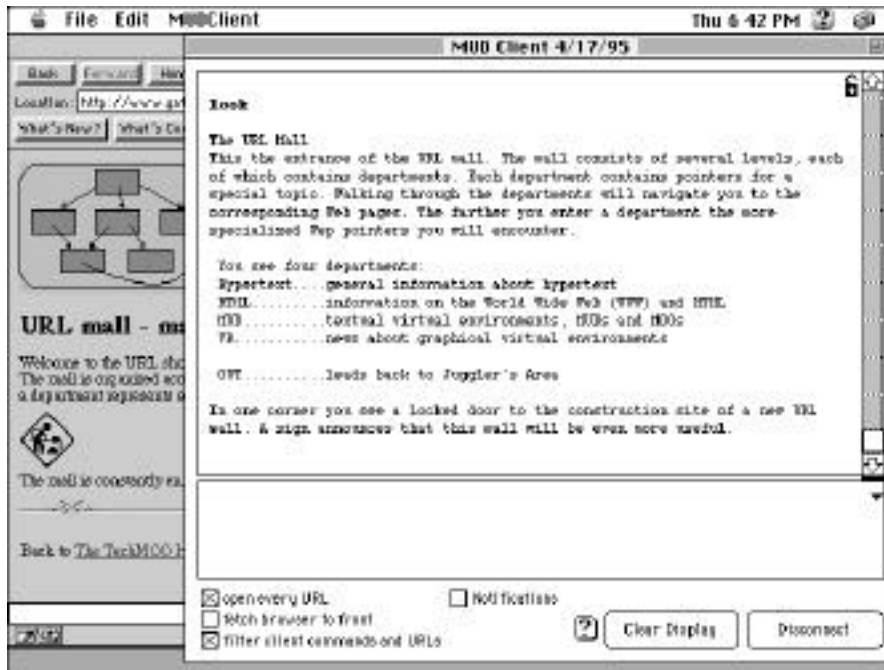 File Edit MUDClient Thu 6 42 PM
MUD Client 4/17/95
Back Forward
Location: http://www.
What's New?
URL mall - ma
Welcome to the URL
The mall is organized
a department represents
The mall is constantly
Back to The TechMOO
look
The URL Mall
This the entrance of the URL mall. The mall consists of several levels, each
of which contains departments. Each department contains pointers for a
special topic. Walking through the departments will navigate you to the
corresponding Web pages. The further you enter a department the more
specialized Wep pointers you will encounter.
You see four departments:
Hypertext....general information about hypertext
HTML.........information on the World Wide Web (WWW) and HTML
MUD..........textual virtual environments, MUDs and MOOs
VR...........news about graphical virtual environments
OUT..........leads back to Juggler's Area
In one corner you see a locked door to the construction site of a new URL
mall. A sign announces that this mall will be even more useful.
open every URL Notifications
fetch browser to front
filter client commands and URLs
Clear Display Disconnect